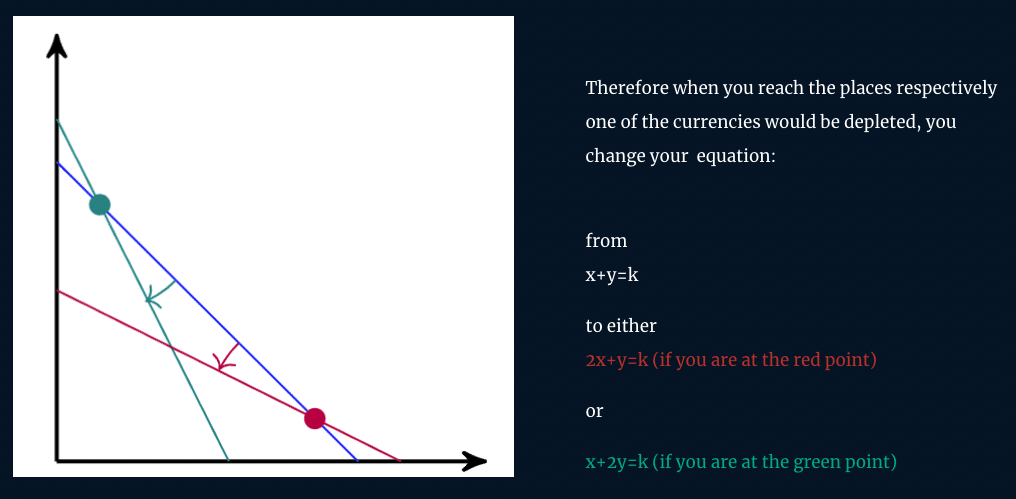 Therefore when you reach the places respectively
one of the currencies would be depleted, you
change your  equation:
from
x+y=k
to either
2x+y=k (if you are at the red point)
or
x+2y=k (if you are at the green point)